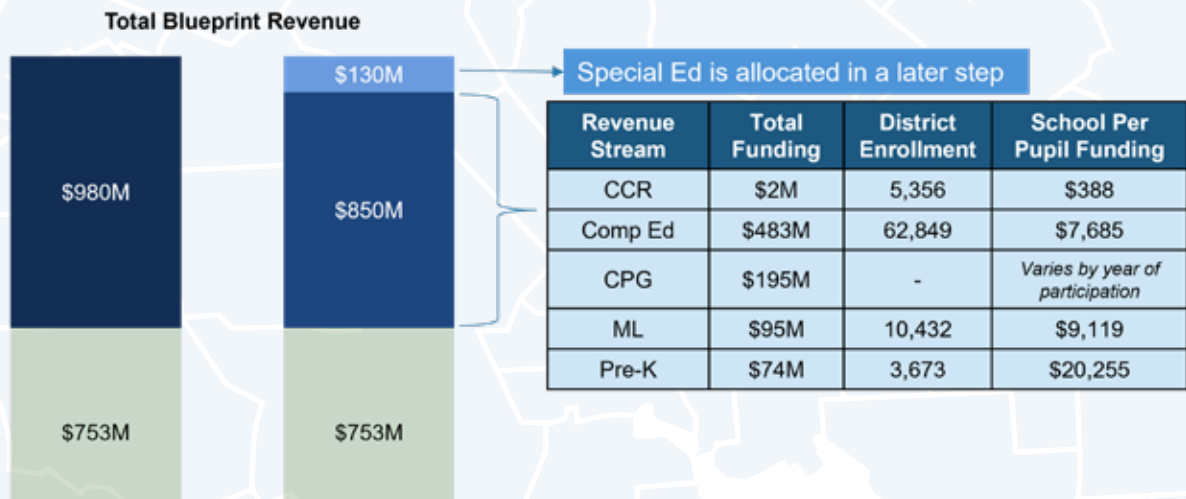 Total Blueprint Revenue
$980M
$753M
$130M
$850M
$753M
Special Ed is allocated in a later step
Revenue Stream Total Funding District Enrollment School Per Pupil Funding
CCR $2M 5,356 $388
Comp Ed $483M 62,849 $7,685
CPG $195M - Varies by year of participation
ML $95M 10,432 $9,119
Pre-K $74M 3,673 $20,255